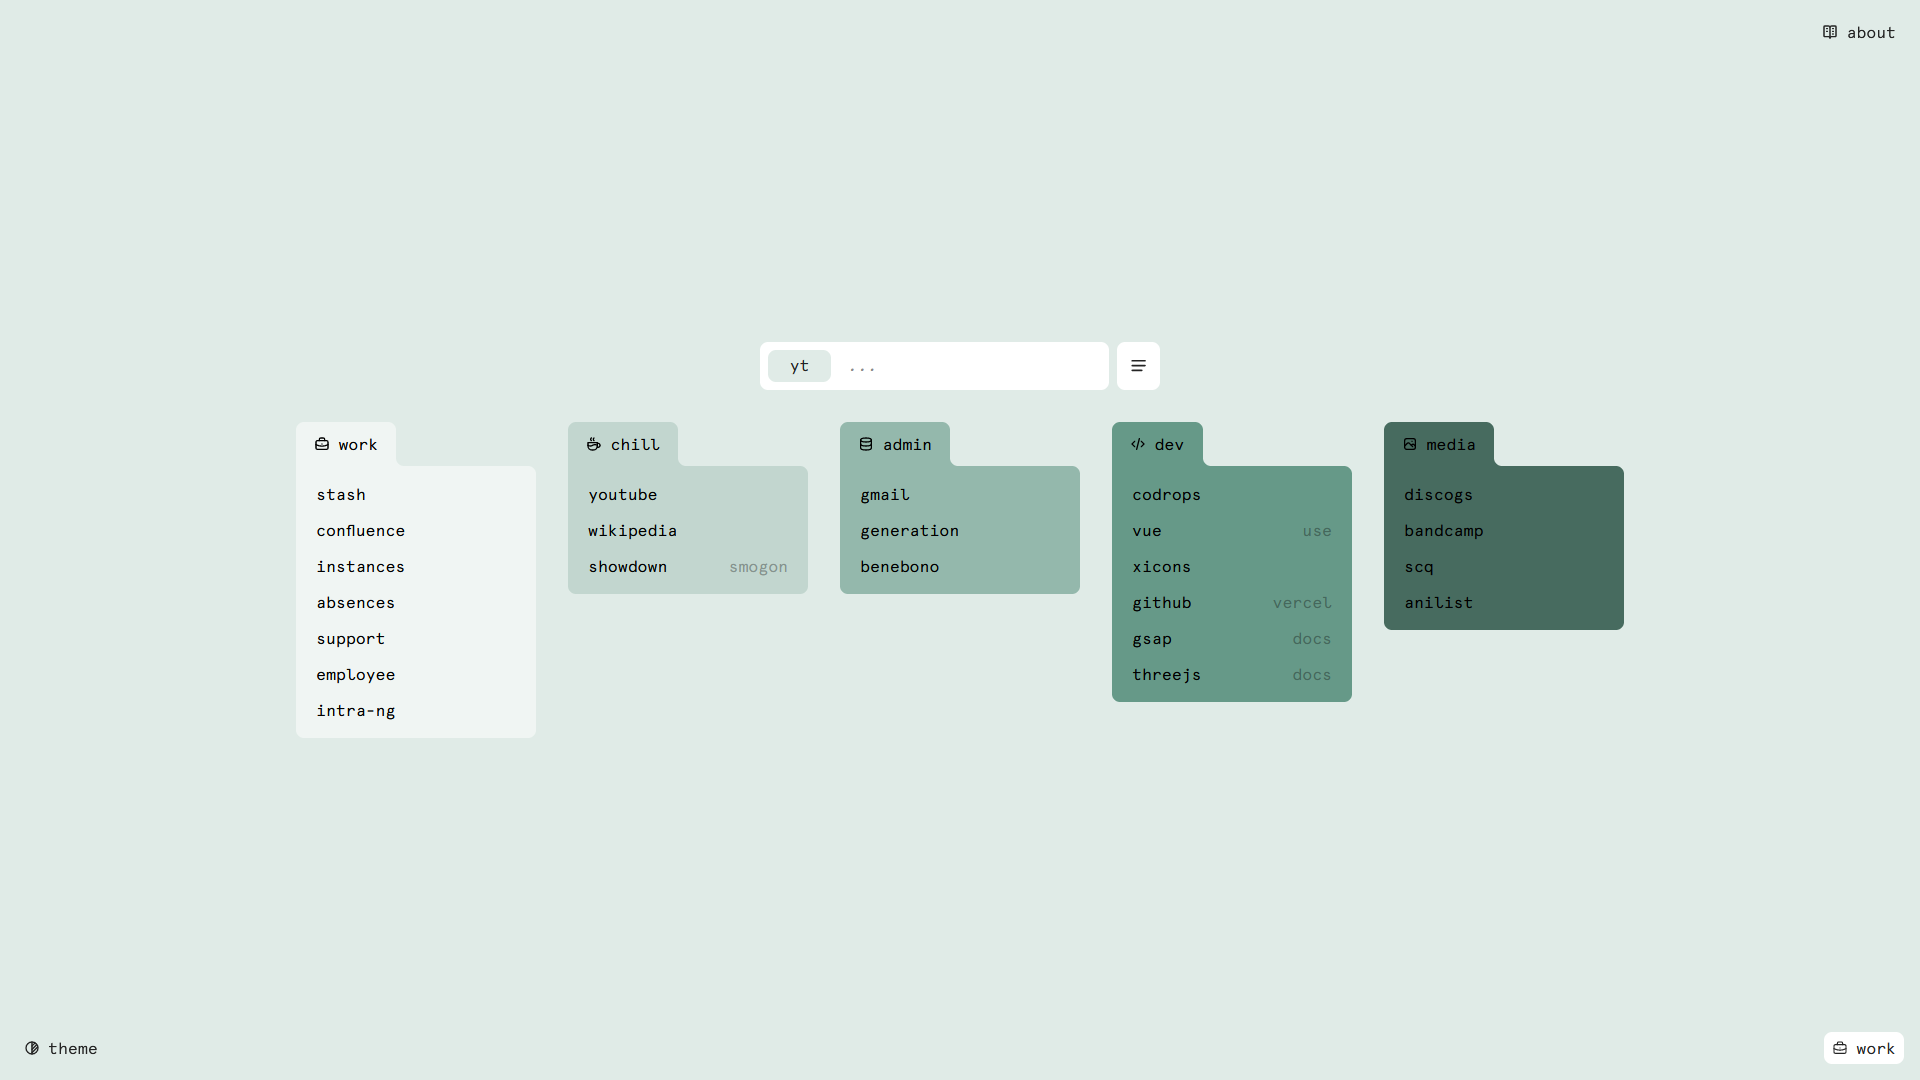 about
yt ...
work
stash
confluence
instances
absences
support
employee
intra-ng
chill
youtube
wikipedia
showdown smogon
admin
gmail
generation
benebono
dev
codrops
vue use
xicons
github vercel
gsap docs
threejs docs
media
discogs
bandcamp
scq
anilist
theme
work